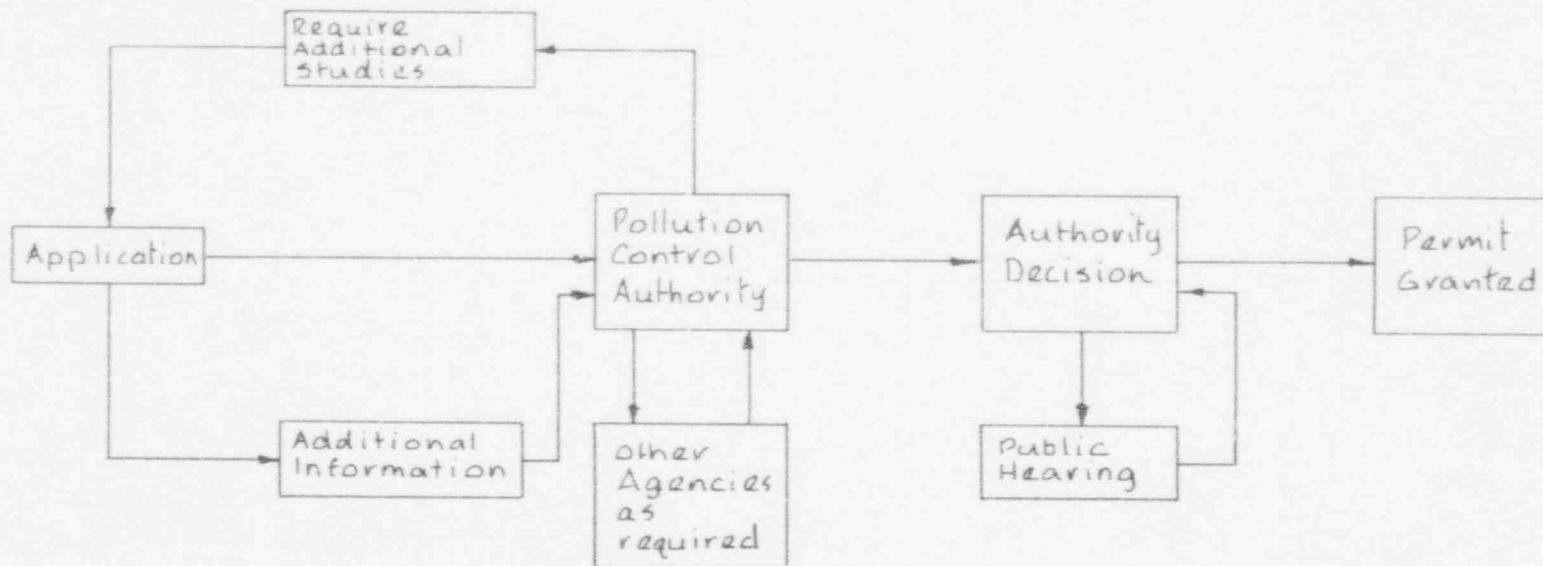 Require
Additional
Studies
Application
Pollution
Control
Authority
Authority
Decision
Permit
Granted
Additional
Information
other
Agencies
as
required
Public
Hearing